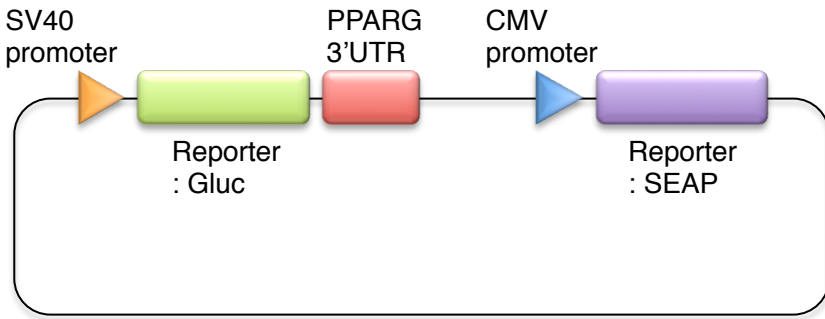 SV40
promoter
PPARG
3’UTR
CMV
promoter
Reporter
: Gluc
Reporter
: SEAP